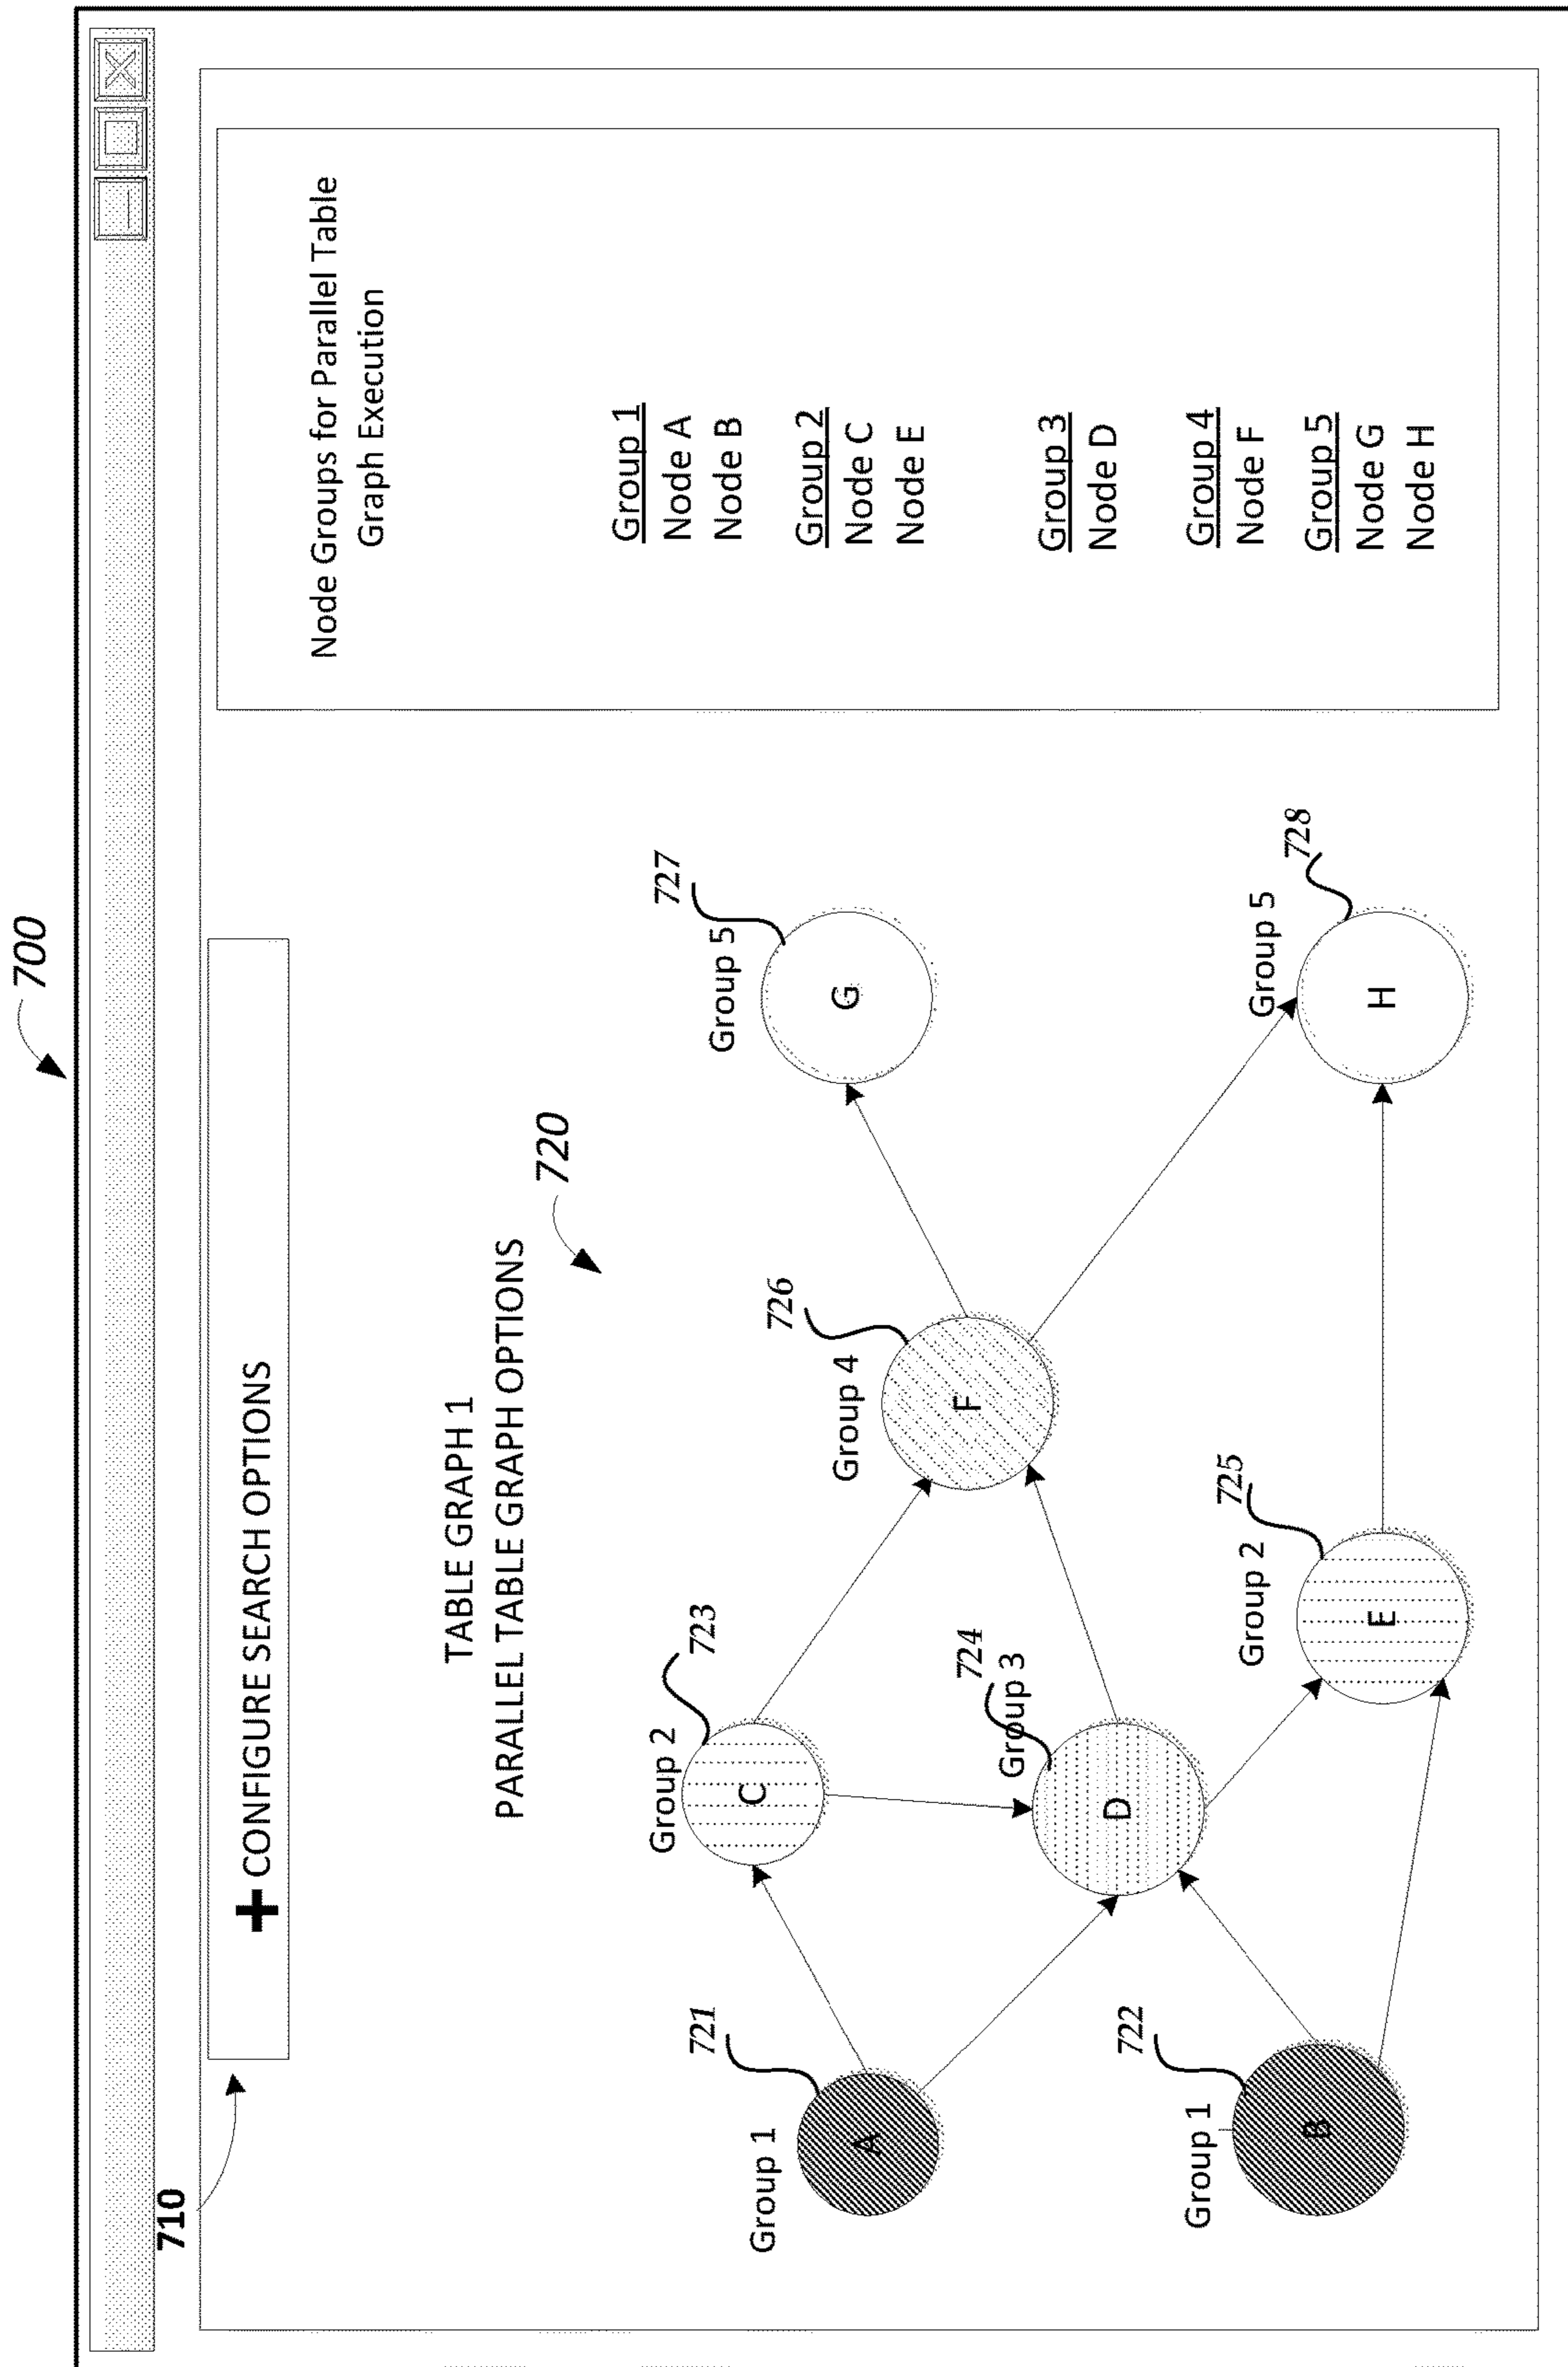 700
710
+ CONFIGURE SEARCH OPTIONS
TABLE GRAPH 1
PARALLEL TABLE GRAPH OPTIONS
720
Group 1
721
A
Group 1
722
B
Group 2
723
C
Group 3
724
D
Group 2
725
E
Group 4
726
F
Group 5
727
G
Group 5
728
H
Node Groups for Parallel Table
Graph Execution
Group 1
Node A
Node B
Group 2
Node C
Node E
Group 3
Node D
Group 4
Node F
Group 5
Node G
Node H